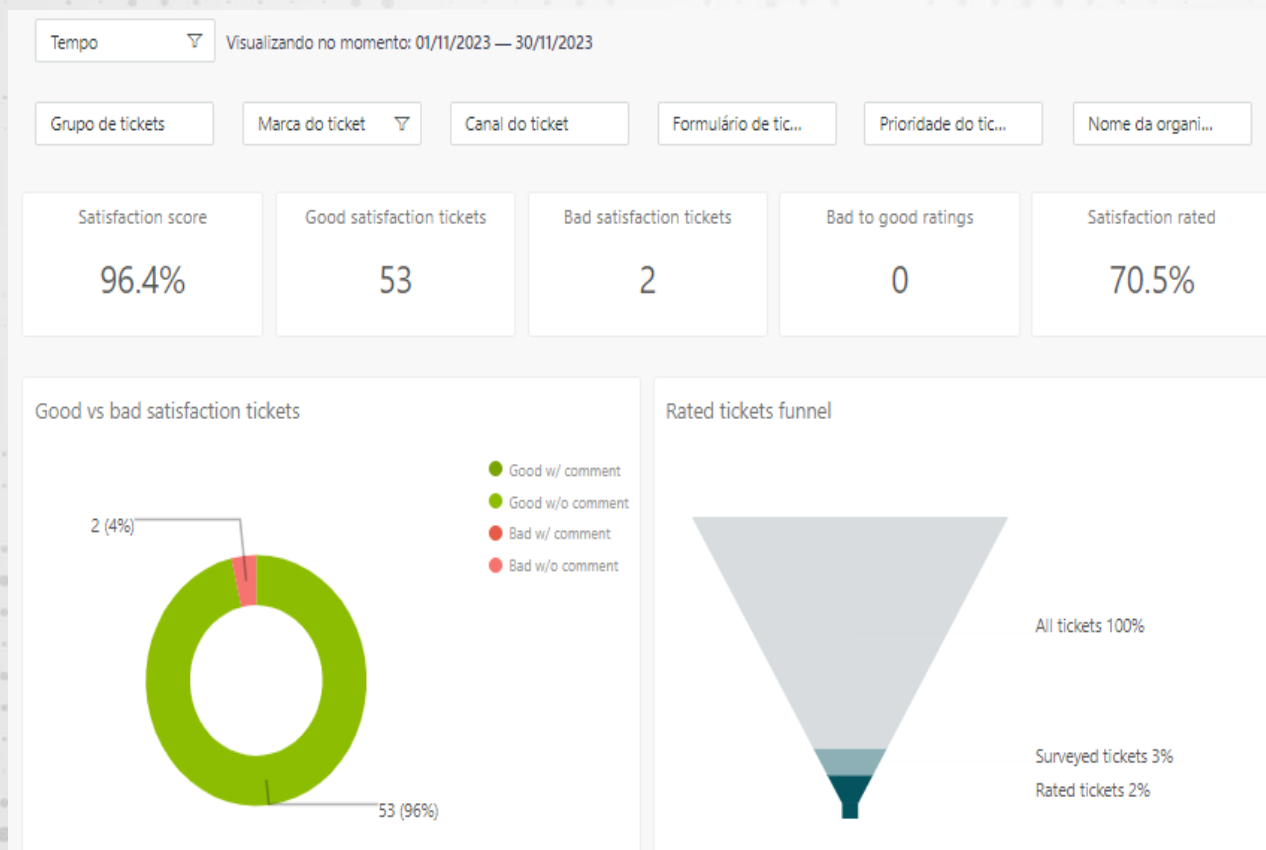 Tempo
Visualizando no momento: 01/11/2023 — 30/11/2023
Grupo de tickets
Marca do ticket
Canal do ticket
Formulário de tic...
Prioridade do tic...
Nome da organi...
Satisfaction score
96.4%
Good satisfaction tickets
53
Bad satisfaction tickets
2
Bad to good ratings
0
Satisfaction rated
70.5%
Good vs bad satisfaction tickets
Good w/ comment
Good w/o comment
Bad w/ comment
Bad w/o comment
2 (4%)
53 (96%)
Rated tickets funnel
All tickets 100%
Surveyed tickets 3%
Rated tickets 2%